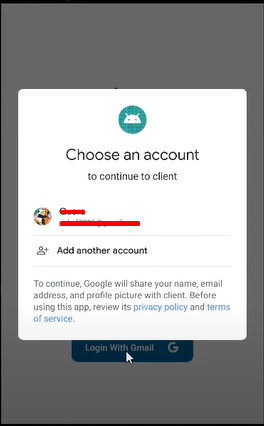 Choose an account
to continue to client
Add another account
To continue, Google will share your name, email
address, and profile picture with client. Before
using this app, review its privacy policy and terms
of service.
Login With Gmail G